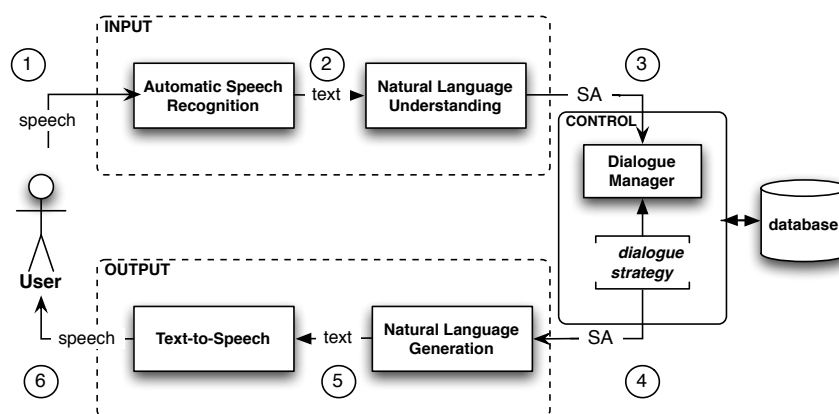 INPUT
1
2
3
Automatic Speech
Recognition
text
Natural Language
Understanding
SA
speech
CONTROL
Dialogue
Manager
database
dialogue
strategy
User
OUTPUT
speech
Text-to-Speech
text
Natural Language
Generation
SA
6
5
4